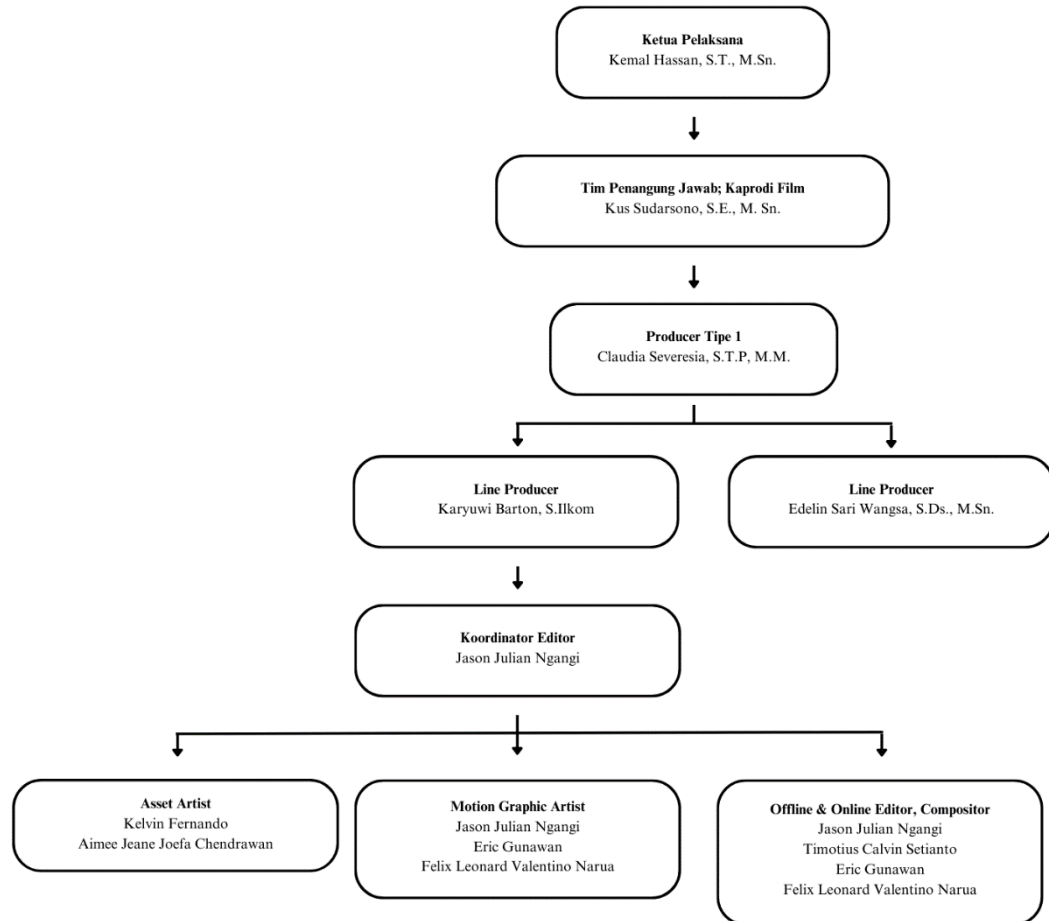 Ketua Pelaksana
Kemal Hassan, S.T., M.Sn.
Tim Penangung Jawab; Kaprodi Film
Kus Sudarsono, S.E., M. Sn.
Producer Tipe 1
Claudia Severesia, S.T.P, M.M.
Line Producer
Karyuwi Barton, S.Ilkom
Line Producer
Edelin Sari Wangsa, S.Ds., M.Sn.
Koordinator Editor
Jason Julian Ngangi
Asset Artist
Kelvin Fernando
Aimee Jeane Joefa Chendrawan
Motion Graphic Artist
Jason Julian Ngangi
Eric Gunawan
Felix Leonard Valentino Narua
Offline & Online Editor, Compositor
Jason Julian Ngangi
Timotius Calvin Setianto
Eric Gunawan
Felix Leonard Valentino Narua